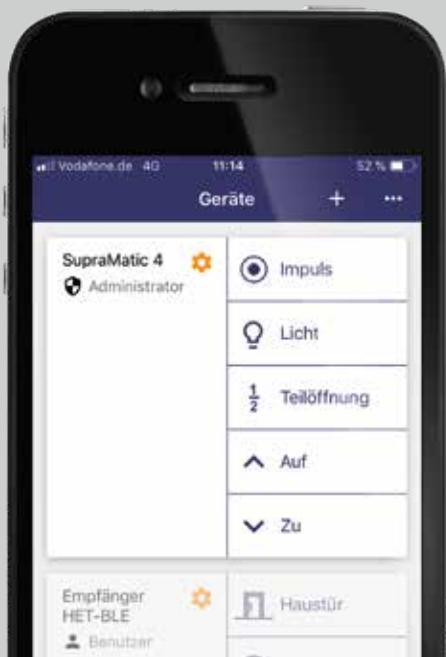 Vodafone.de 4G 11:14 52 %
Geräte + •••
SupraMatic 4
Administrator
Impuls
Licht
1/2 Teilöffnung
Auf
Zu
Empfänger
HET-BLE
Benutzer
Haustür